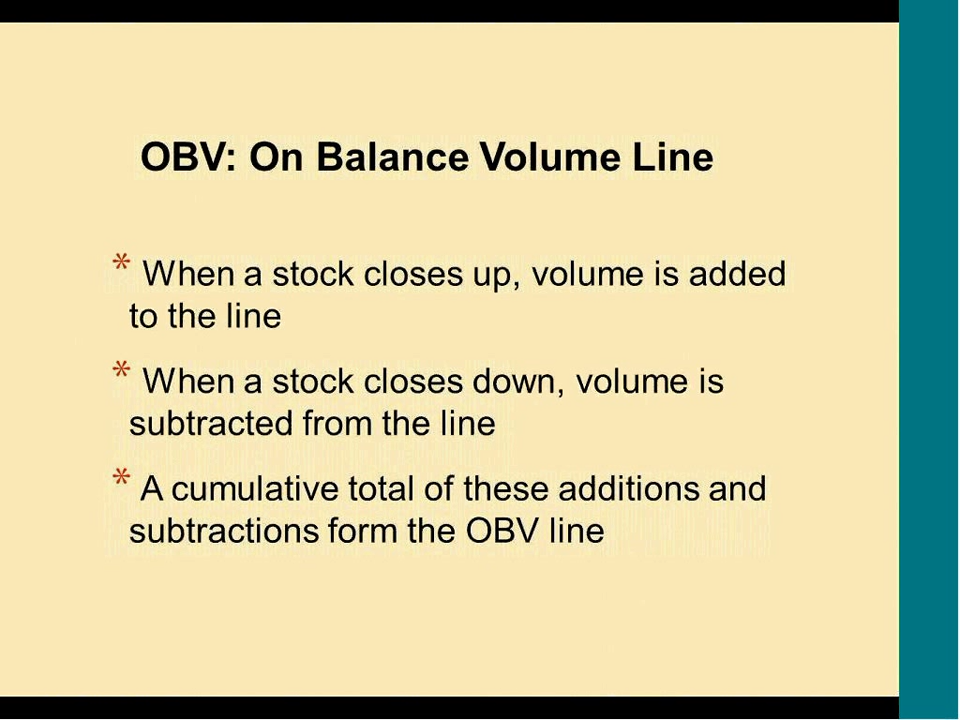 OBV: On Balance Volume Line
* When a stock closes up, volume is added
to the line
* When a stock closes down, volume is
subtracted from the line
* A cumulative total of these additions and
subtractions form the OBV line